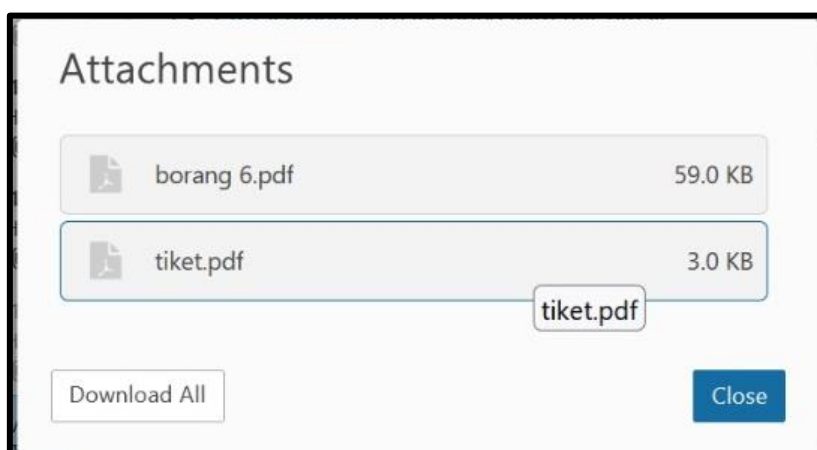 Attachments
borang 6.pdf 59.0 KB
tiket.pdf 3.0 KB
tiket.pdf
Download All Close